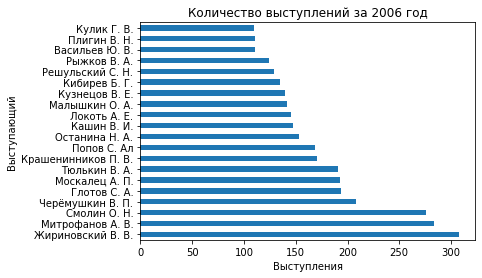 Количество выступлений за 2006 год
Кулик Г. В.
Плигин В. Н.
Васильев Ю. В.
Рыжков В. А.
Решульский С. Н.
Кибирев Б. Г.
Кузнецов В. Е.
Малышкин О. А.
Локоть А. Е.
Кашин В. И.
Останина Н. А.
Попов С. Ал
Крашенинников П. В.
Тюлькин В. А.
Москалец А. П.
Глотов С. А.
Черёмушкин В. П.
Смолин О. Н.
Митрофанов А. В.
Жириновский В. В.
Выступающий
0 50 100 150 200 250 300
Выступления